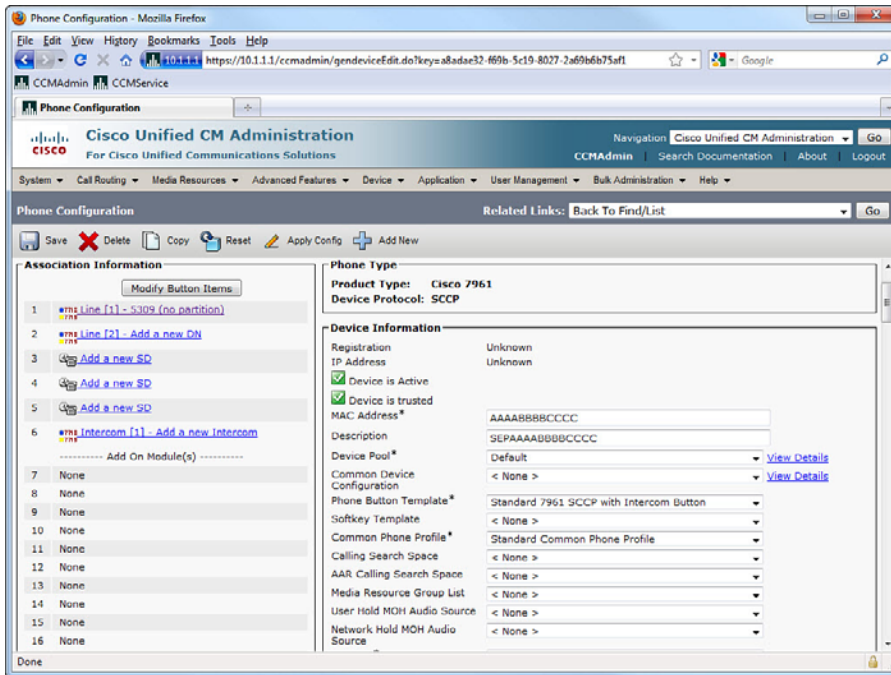 Phone Configuration - Mozilla Firefox
File Edit View History Bookmarks Tools Help
10.1.1.1 https://10.1.1.1/ccmadmin/gendeviceEdit.do?key=a8adae32-f69b-5c19-8027-2a69b6b75af1 Google
CCMAdmin CCMService
Phone Configuration
CISCO
Cisco Unified CM Administration
For Cisco Unified Communications Solutions
Navigation Cisco Unified CM Administration Go
CCMAdmin | Search Documentation | About | Logout
System Call Routing Media Resources Advanced Features Device Application User Management Bulk Administration Help
Phone Configuration Related Links: Back To Find/List Go
Save Delete Copy Reset Apply Config Add New
Association Information
Modify Button Items
1 Line [1] - 5309 (no partition)
2 Line [2] - Add a new DN
3 Add a new SD
4 Add a new SD
5 Add a new SD
6 Intercom [1] - Add a new Intercom
---------- Add On Module(s) ----------
7 None
8 None
9 None
10 None
11 None
12 None
13 None
14 None
15 None
16 None
Phone Type
Product Type: Cisco 7961
Device Protocol: SCCP
Device Information
Registration Unknown
IP Address Unknown
Device is Active
Device is trusted
MAC Address* AAAABBBBCCCC
Description SEPAAAABBBBCCCC
Device Pool* Default View Details
Common Device Configuration < None > View Details
Phone Button Template* Standard 7961 SCCP with Intercom Button
Softkey Template < None >
Common Phone Profile* Standard Common Phone Profile
Calling Search Space < None >
AAR Calling Search Space < None >
Media Resource Group List < None >
User Hold MOH Audio Source < None >
Network Hold MOH Audio Source < None >
Done